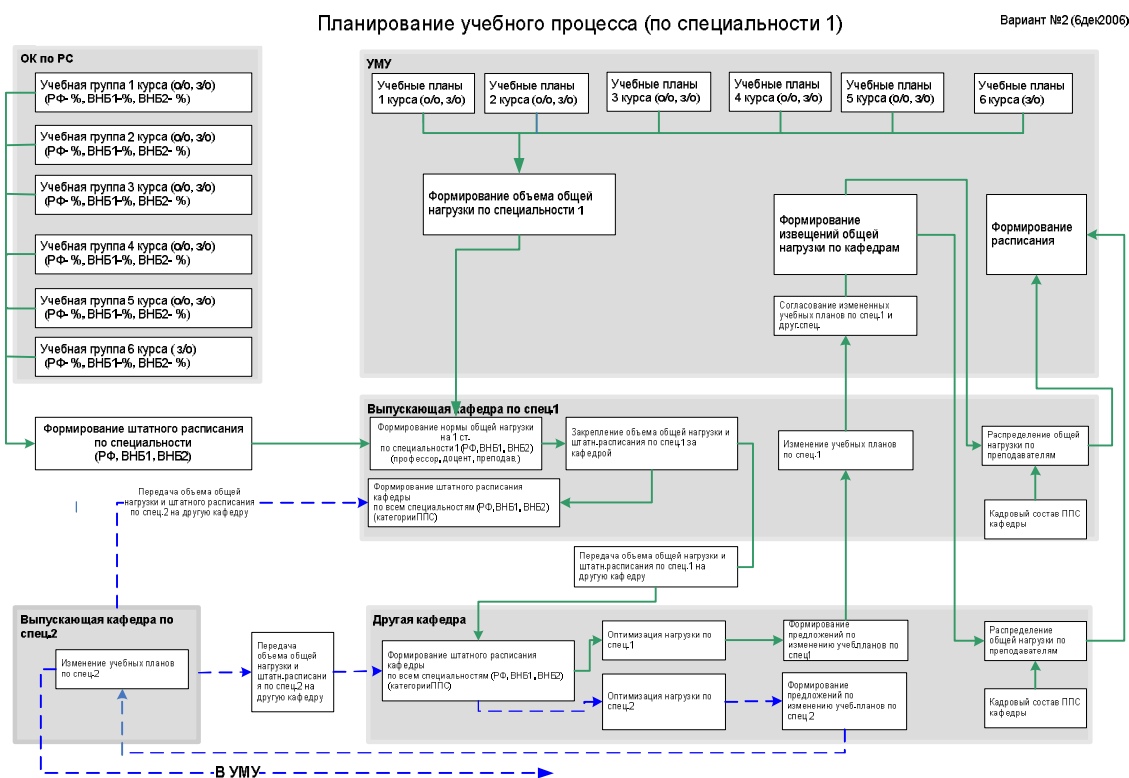 Планирование учебного процесса (по специальности 1)
Вариант №2 (6дек2006)
ОК по РС
Учебная группа 1 курса (о/о, з/о)
(РФ- %, ВНБ1-%, ВНБ2- %)
Учебная группа 2 курса (о/о, з/о)
(РФ- %, ВНБ1-%, ВНБ2- %)
Учебная группа 3 курса (о/о, з/о)
(РФ- %, ВНБ1-%, ВНБ2- %)
Учебная группа 4 курса (о/о, з/о)
(РФ- %, ВНБ1-%, ВНБ2- %)
Учебная группа 5 курса (о/о, з/о)
(РФ- %, ВНБ1-%, ВНБ2- %)
Учебная группа 6 курса ( з/о)
(РФ- %, ВНБ1-%, ВНБ2- %)
Формирование штатного расписания
по специальности
(РФ, ВНБ1, ВНБ2)
УМУ
Учебные планы
1 курса (о/о, з/о)
Учебные планы
2 курса (о/о, з/о)
Учебные планы
3 курса (о/о, з/о)
Учебные планы
4 курса (о/о, з/о)
Учебные планы
5 курса (о/о, з/о)
Учебные планы
6 курса (з/о)
Формирование объема общей
нагрузки по специальности 1
Формирование
извещений общей
нагрузки по кафедрам
Формирование
расписания
Согласование измененных
учебных планов по спец.1 и
друг.спец.
Выпускающая кафедра по спец.1
Формирование нормы общей нагрузки
на 1 ст.
по специальности1 (РФ, ВНБ1, ВНБ2)
(профессор, доцент, преподав.)
Закрепление объема общей нагрузки и
штатн.расписания по спец.1 за
кафедрой
Изменение учебных планов
по спец.1
Распределение общей
нагрузки по
преподавателям
Формирование штатного расписания
кафедры
по всем специальностям (РФ, ВНБ1, ВНБ2)
(категории ППС)
Кадровый состав ППС
кафедры
Передача объема общей
нагрузки и штатного расписания
по спец.2 на другую кафедру
Передача объема общей нагрузки и
штатн.расписания по спец.1 на
другую кафедру
Выпускающая кафедра по
спец.2
Изменение учебных планов
по спец.2
Передача
объема общей
нагрузки и
штатн.расписани
я по спец.2 на
другую кафедру
Другая кафедра
Формирование штатного расписания
кафедры
по всем специальностям (РФ, ВНБ1, ВНБ2)
(категории ППС)
Оптимизация нагрузки по
спец.1
Формирование
предложений по
изменению учеб.планов по
спец1
Распределение
общей нагрузки по
преподавателям
Оптимизация нагрузки по
спец.2
Формирование
предложений по
изменению учеб-планов по
спец.2
Кадровый состав ППС
кафедры
В УМУ